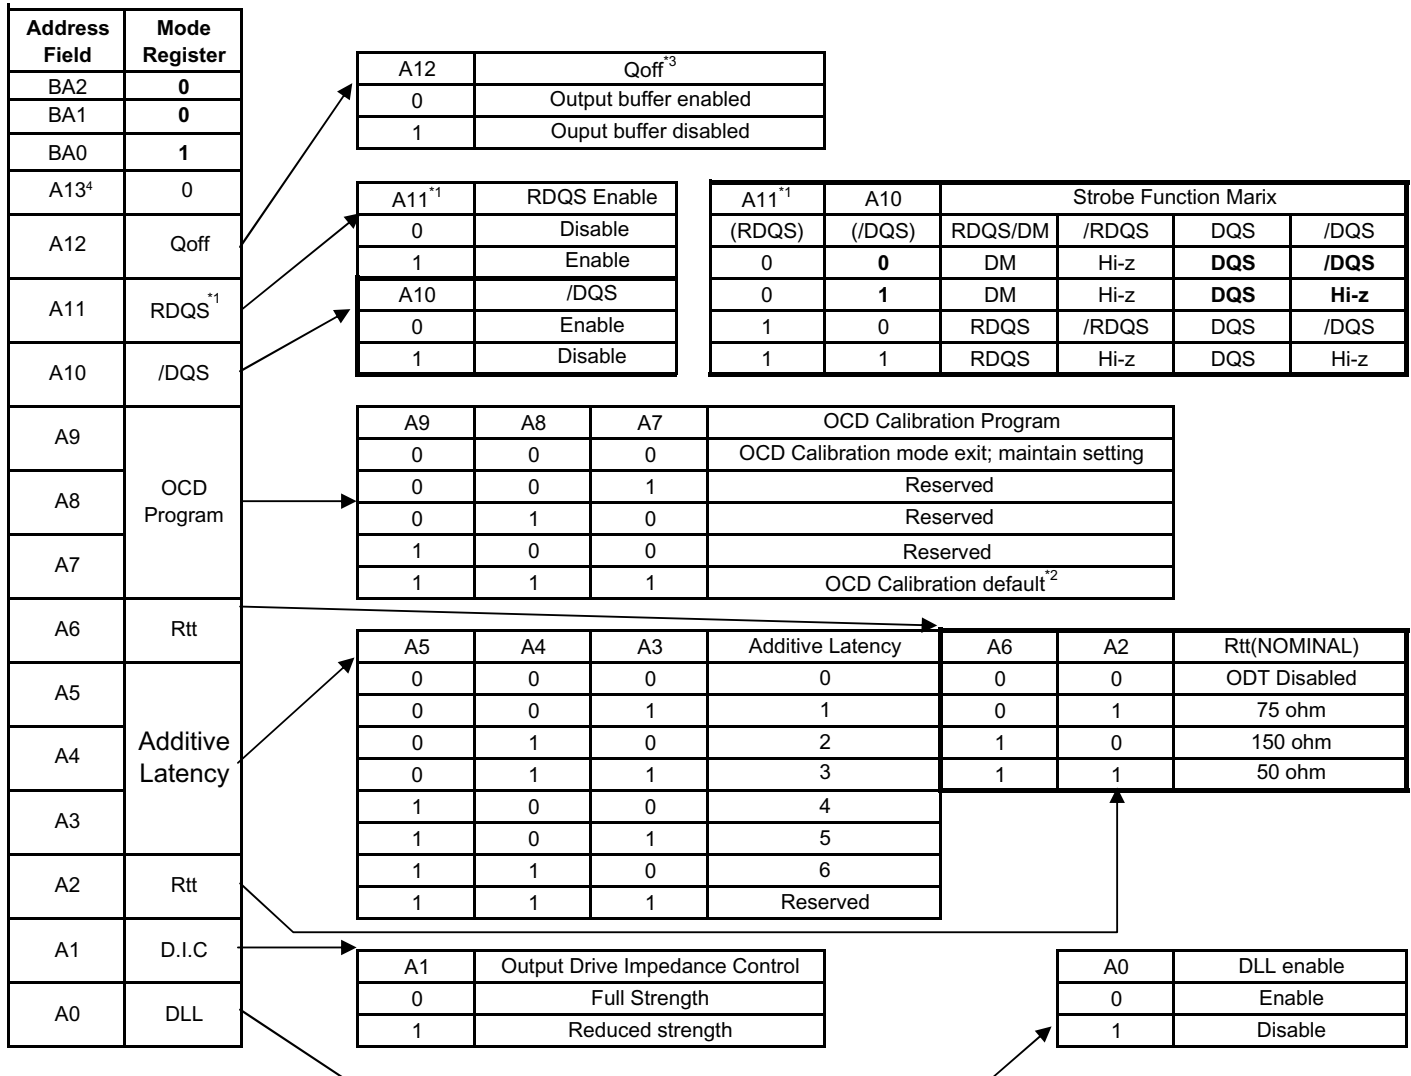 Address Field | Mode Register
BA2 | 0
BA1 | 0
BA0 | 1
A13⁴ | 0
A12 | Qoff
A11 | RDQS*1
A10 | /DQS
A9
A8 | OCD Program
A7
A6 | Rtt
A5
A4 | Additive Latency
A3
A2 | Rtt
A1 | D.I.C
A0 | DLL
A12 | Qoff*3
0 | Output buffer enabled
1 | Ouput buffer disabled
A11*1 | RDQS Enable
0 | Disable
1 | Enable
A10 | /DQS
0 | Enable
1 | Disable
A11*1 | A10 | Strobe Function Marix
(RDQS) | (/DQS) | RDQS/DM | /RDQS | DQS | /DQS
0 | 0 | DM | Hi-z | DQS | /DQS
0 | 1 | DM | Hi-z | DQS | Hi-z
1 | 0 | RDQS | /RDQS | DQS | /DQS
1 | 1 | RDQS | Hi-z | DQS | Hi-z
A9 | A8 | A7 | OCD Calibration Program
0 | 0 | 0 | OCD Calibration mode exit; maintain setting
0 | 0 | 1 | Reserved
0 | 1 | 0 | Reserved
1 | 0 | 0 | Reserved
1 | 1 | 1 | OCD Calibration default*2
A5 | A4 | A3 | Additive Latency
0 | 0 | 0 | 0
0 | 0 | 1 | 1
0 | 1 | 0 | 2
0 | 1 | 1 | 3
1 | 0 | 0 | 4
1 | 0 | 1 | 5
1 | 1 | 0 | 6
1 | 1 | 1 | Reserved
A6 | A2 | Rtt(NOMINAL)
0 | 0 | ODT Disabled
0 | 1 | 75 ohm
1 | 0 | 150 ohm
1 | 1 | 50 ohm
A1 | Output Drive Impedance Control
0 | Full Strength
1 | Reduced strength
A0 | DLL enable
0 | Enable
1 | Disable